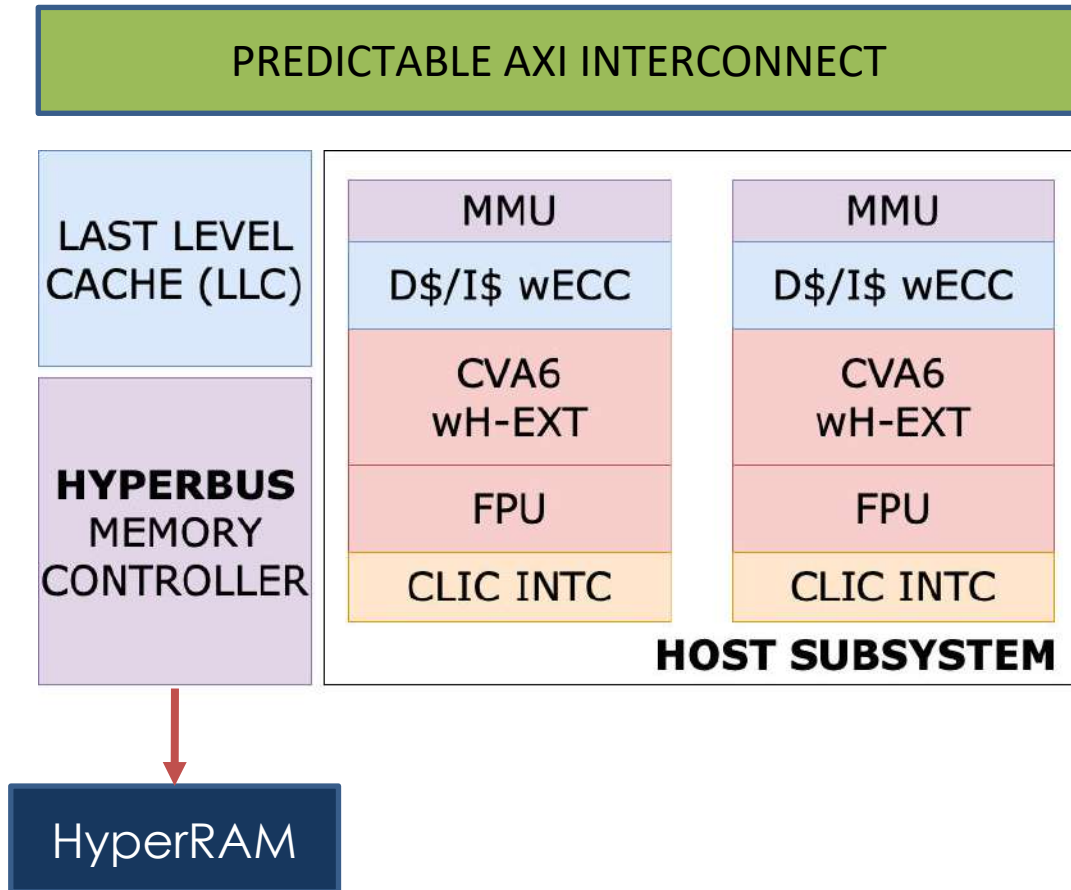 PREDICTABLE AXI INTERCONNECT
LAST LEVEL
CACHE (LLC)
HYPERBUS
MEMORY
CONTROLLER
MMU
D$/I$ wECC
CVA6
wH-EXT
FPU
CLIC INTC
MMU
D$/I$ wECC
CVA6
wH-EXT
FPU
CLIC INTC
HOST SUBSYSTEM
HyperRAM